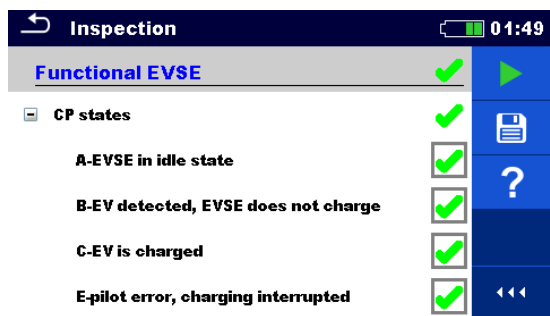 Inspection
01:49
Functional EVSE
CP states
A-EVSE in idle state
B-EV detected, EVSE does not charge
C-EV is charged
E-pilot error, charging interrupted
?